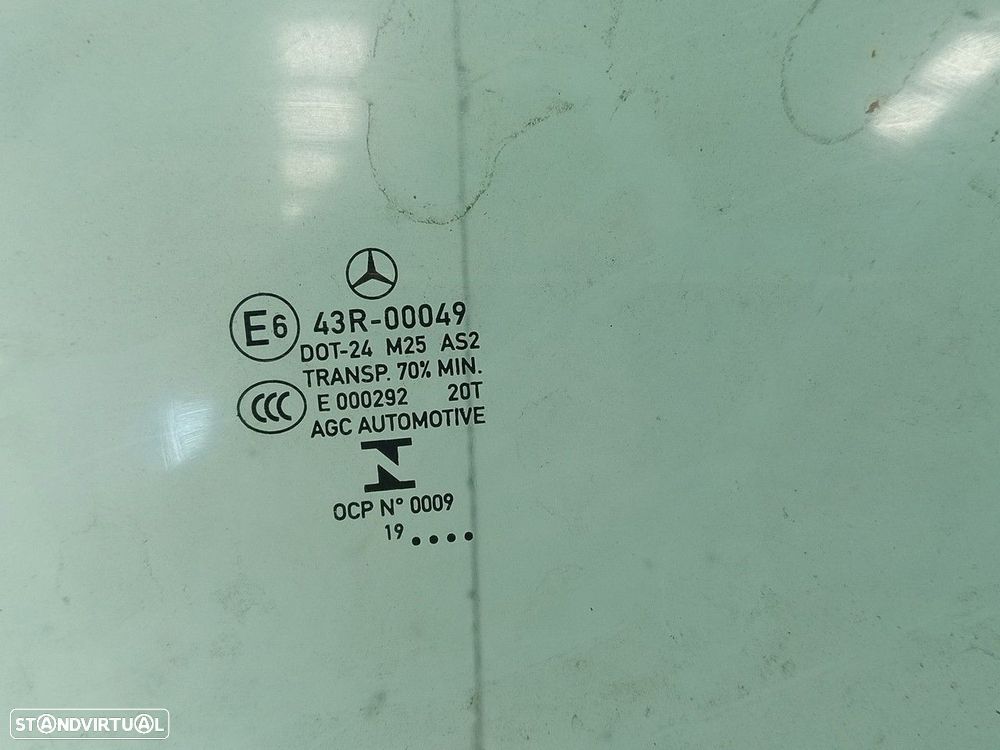 E6 43R-00049
DOT-24 M25 AS2
TRANSP. 70% MIN.
CCC E 000292 20T
AGC AUTOMOTIVE
OCP N° 0009
19 ....
STANDVIRTUAL